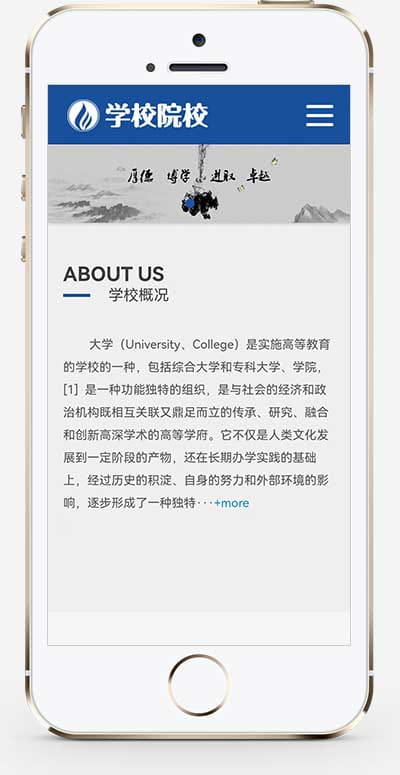 学校院校
厚德 博学 进取 卓越
ABOUT US
学校概况
大学（University、College）是实施高等教育
的学校的一种，包括综合大学和专科大学、学院，
[1] 是一种功能独特的组织，是与社会的经济和政
治机构既相互关联又鼎足而立的传承、研究、融合
和创新高深学术的高等学府。它不仅是人类文化发
展到一定阶段的产物，还在长期办学实践的基础
上，经过历史的积淀、自身的努力和外部环境的影
响，逐步形成了一种独特···+more